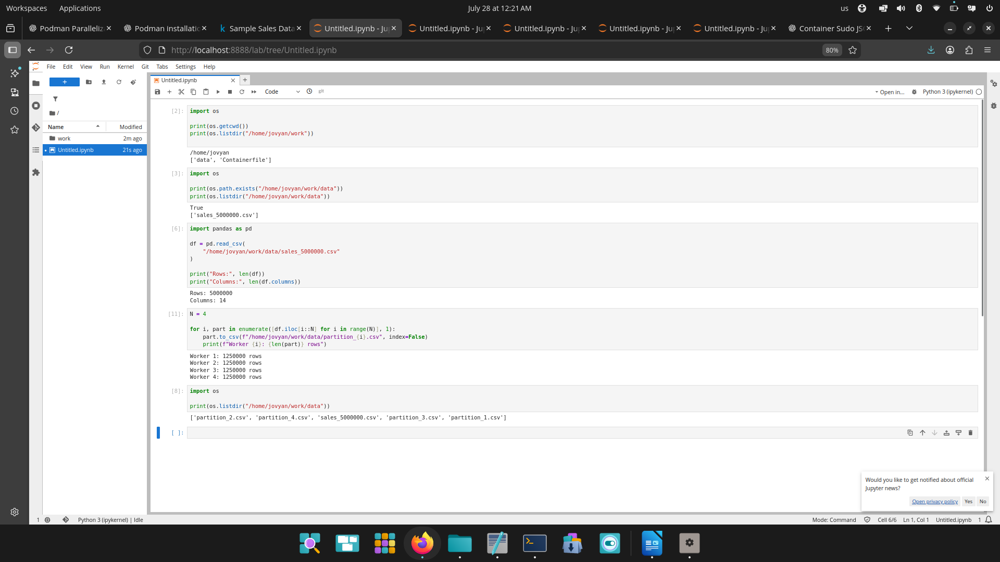 Workspaces Applications July 28 at 12:21 AM us
Podman Paralleliz Podman installatio Sample Sales Data Untitled.ipynb - Ju Untitled.ipynb - Ju Untitled.ipynb - Ju Untitled.ipynb - Ju Untitled.ipynb - Ju Container Sudo JS
http://localhost:8888/lab/tree/Untitled.ipynb 80%
File Edit View Run Kernel Git Tabs Settings Help
Untitled.ipynb
Code git Open in... Python 3 (ipykernel)
/
Name Modified
work 2m ago
Untitled.ipynb 21s ago
[2]: import os
print(os.getcwd())
print(os.listdir("/home/jovyan/work"))
/home/jovyan
['data', 'Containerfile']
[3]: import os
print(os.path.exists("/home/jovyan/work/data"))
print(os.listdir("/home/jovyan/work/data"))
True
['sales_5000000.csv']
[6]: import pandas as pd
df = pd.read_csv(
"/home/jovyan/work/data/sales_5000000.csv"
)
print("Rows:", len(df))
print("Columns:", len(df.columns))
Rows: 5000000
Columns: 14
[11]: N = 4
for i, part in enumerate([df.iloc[i::N] for i in range(N)], 1):
part.to_csv(f"/home/jovyan/work/data/partition_{i}.csv", index=False)
print(f"Worker {i}: {len(part)} rows")
Worker 1: 1250000 rows
Worker 2: 1250000 rows
Worker 3: 1250000 rows
Worker 4: 1250000 rows
[8]: import os
print(os.listdir("/home/jovyan/work/data"))
['partition_2.csv', 'partition_4.csv', 'sales_5000000.csv', 'partition_3.csv', 'partition_1.csv']
[ ]:
Would you like to get notified about official
Jupyter news?
Open privacy policy Yes No
1 Python 3 (ipykernel) | Idle Mode: Command Cell 6/6 Ln 1, Col 1 Untitled.ipynb 1